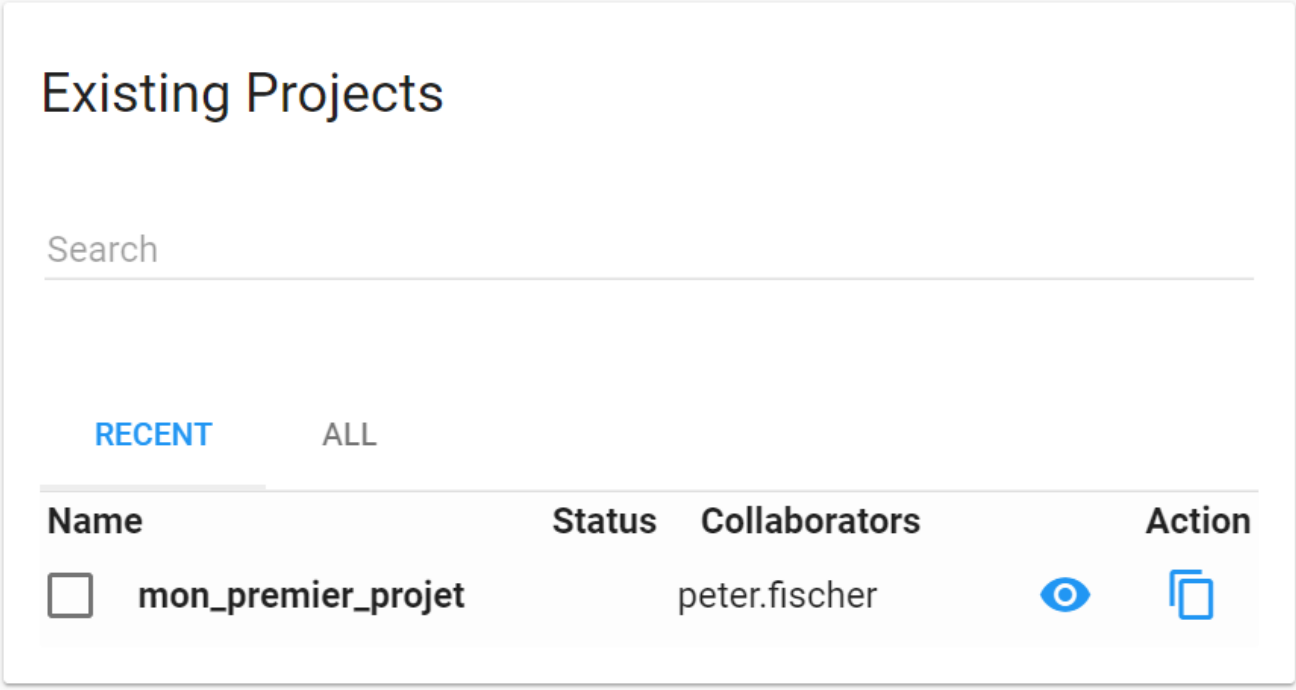 Existing Projects
Search
RECENT ALL
Name Status Collaborators Action
mon_premier_projet peter.fischer